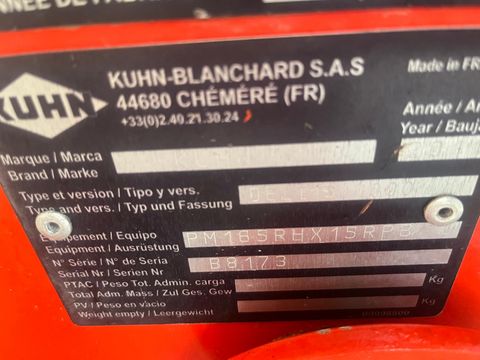 KUHN
KUHN-BLANCHARD S.A.S
44680 CHÉMÉRÉ (FR)
+33(0)2.40.21.30.24
Made in FR
Année / A
Year / Bauja
Marque / Marca
Brand / Marke
Type et version / Tipo y vers.
Type and vers. / Typ und Fassung
Equipement / Equipo
Equipment / Ausrüstung
PM165RHX15RPB
N° Série / N° de Seria
Serial Nr / Serien Nr
B8173
PTAC / Peso Tot. Admin. carga
Total Adm. Mass / Zul Ges. Gew
Kg
PV / Peso en vacio
Weight empty / Leergewicht
Kg